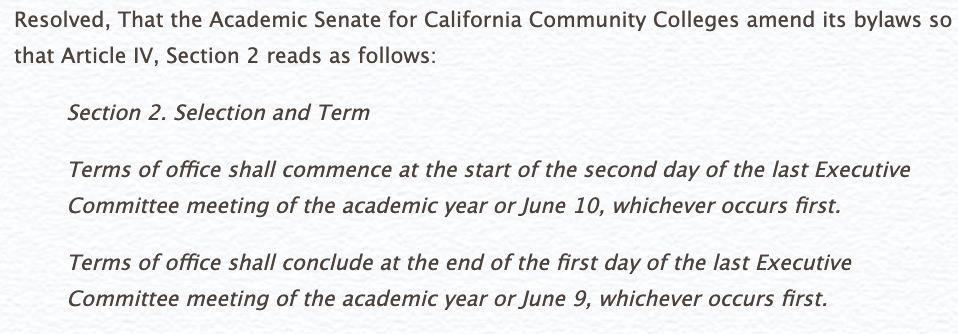 Resolved, That the Academic Senate for California Community Colleges amend its bylaws so
that Article IV, Section 2 reads as follows:
Section 2. Selection and Term
Terms of office shall commence at the start of the second day of the last Executive
Committee meeting of the academic year or June 10, whichever occurs first.
Terms of office shall conclude at the end of the first day of the last Executive
Committee meeting of the academic year or June 9, whichever occurs first.